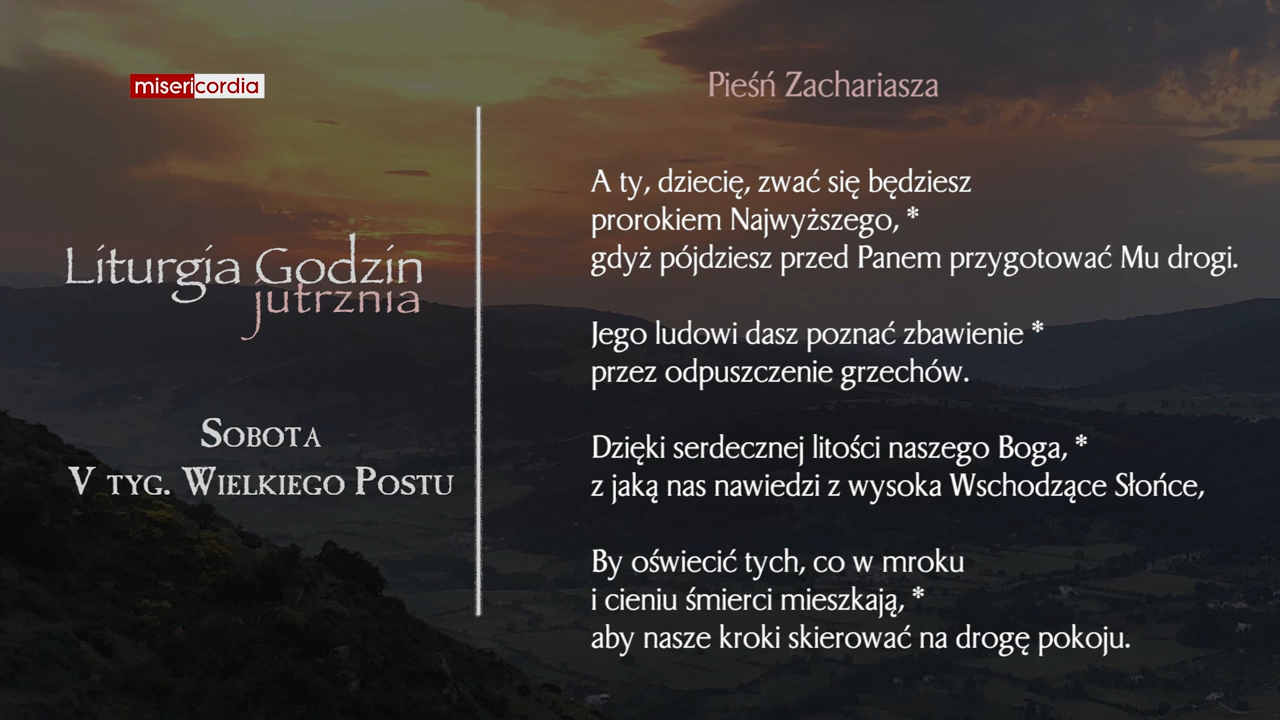 misericordia
Liturgia Godzin
jutrznia
Sobota
V tyg. Wielkiego Postu
Pieśń Zachariasza
A ty, dziecię, zwać się będziesz
prorokiem Najwyższego, *
gdyż pójdziesz przed Panem przygotować Mu drogi.
Jego ludowi dasz poznać zbawienie *
przez odpuszczenie grzechów.
Dzięki serdecznej litości naszego Boga, *
z jaką nas nawiedzi z wysoka Wschodzące Słońce,
By oświecić tych, co w mroku
i cieniu śmierci mieszkają, *
aby nasze kroki skierować na drogę pokoju.